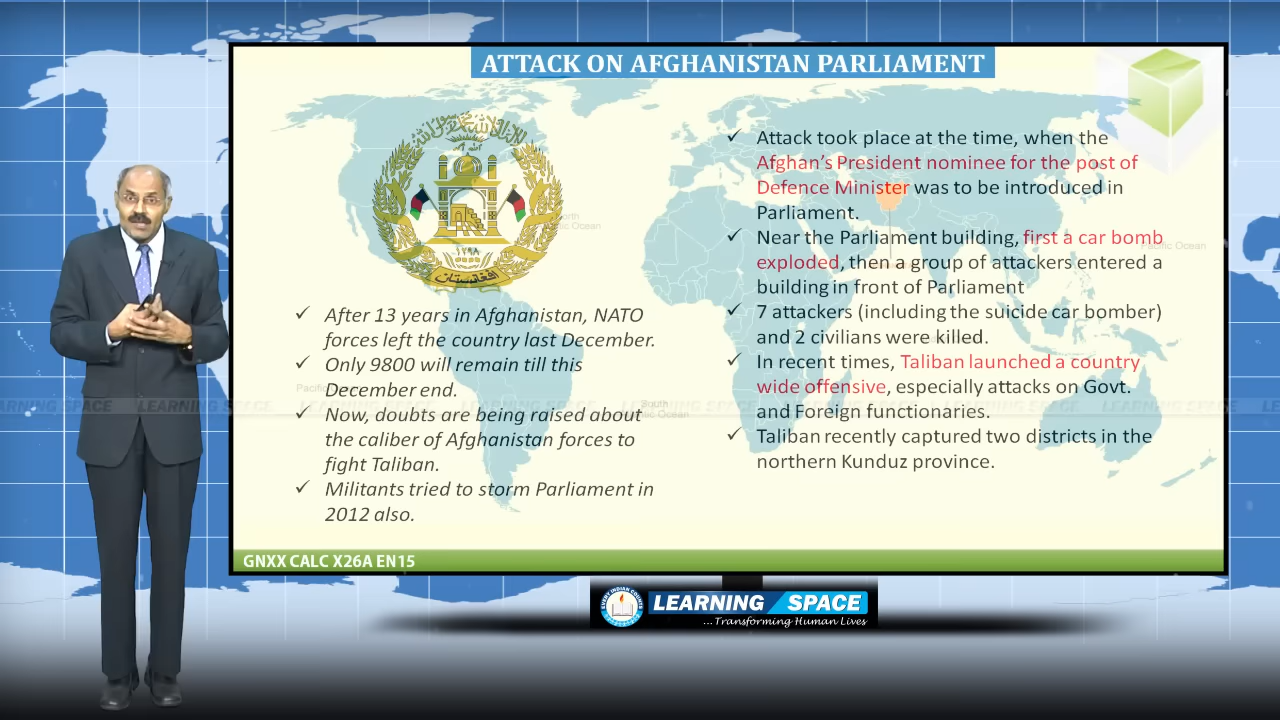 ATTACK ON AFGHANISTAN PARLIAMENT
After 13 years in Afghanistan, NATO
forces left the country last December.
Only 9800 will remain till this
December end.
Now, doubts are being raised about
the caliber of Afghanistan forces to
fight Taliban.
Militants tried to storm Parliament in
2012 also.
Attack took place at the time, when the
Afghan's President nominee for the post of
Defence Minister was to be introduced in
Parliament.
Near the Parliament building, first a car bomb
exploded, then a group of attackers entered a
building in front of Parliament
7 attackers (including the suicide car bomber)
and 2 civilians were killed.
In recent times, Taliban launched a country
wide offensive, especially attacks on Govt.
and Foreign functionaries.
Taliban recently captured two districts in the
northern Kunduz province.
Pacific Ocean
LEARNING SPACE
GNXX CALC X26A EN15
EVERY INDIAN COUNTS
LEARNING SPACE
...Transforming Human Lives